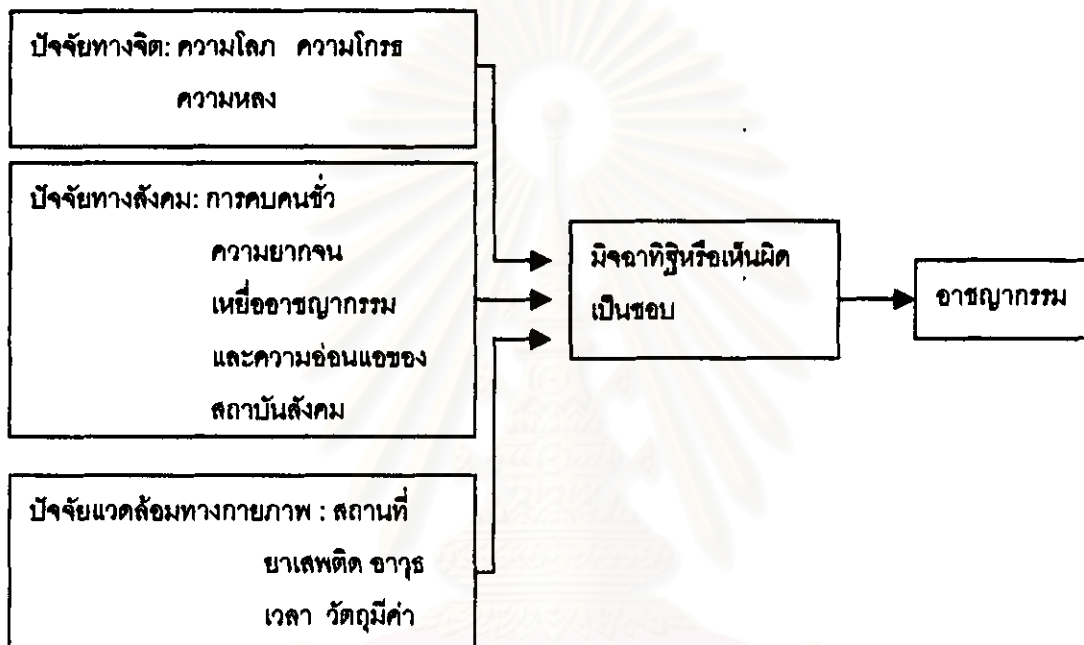 ปัจจัยทางจิต: ความโลภ ความโกรธ
ความหลง
ปัจจัยทางสังคม: การคบคนชั่ว
ความยากจน
เหยื่ออาชญากรรม
และความอ่อนแอของ
สถาบันสังคม
ปัจจัยแวดล้อมทางกายภาพ : สถานที่
ยาเสพติด อาวุธ
เวลา วัตถุมีค่า
มิจฉาทิฐิหรือเห็นผิด
เป็นชอบ
อาชญากรรม